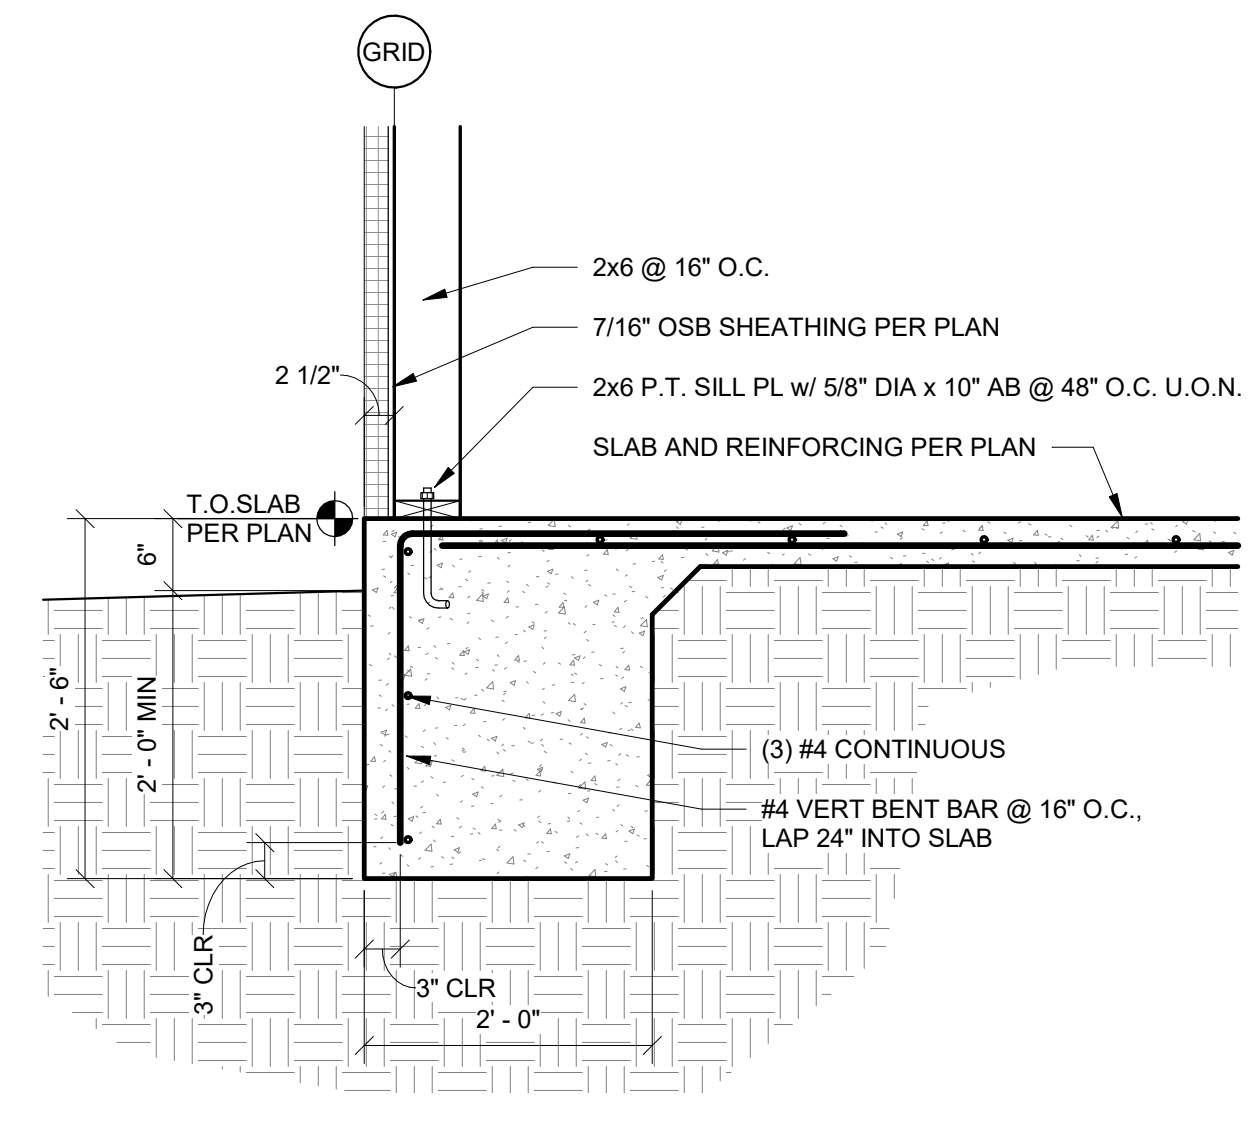 GRID
2x6 @ 16" O.C.
7/16" OSB SHEATHING PER PLAN
2 1/2"
2x6 P.T. SILL PL w/ 5/8" DIA x 10" AB @ 48" O.C. U.O.N.
SLAB AND REINFORCING PER PLAN
T.O.SLAB
PER PLAN
6"
2' - 6"
2' - 0" MIN
(3) #4 CONTINUOUS
#4 VERT BENT BAR @ 16" O.C.,
LAP 24" INTO SLAB
3" CLR
3" CLR
2' - 0"